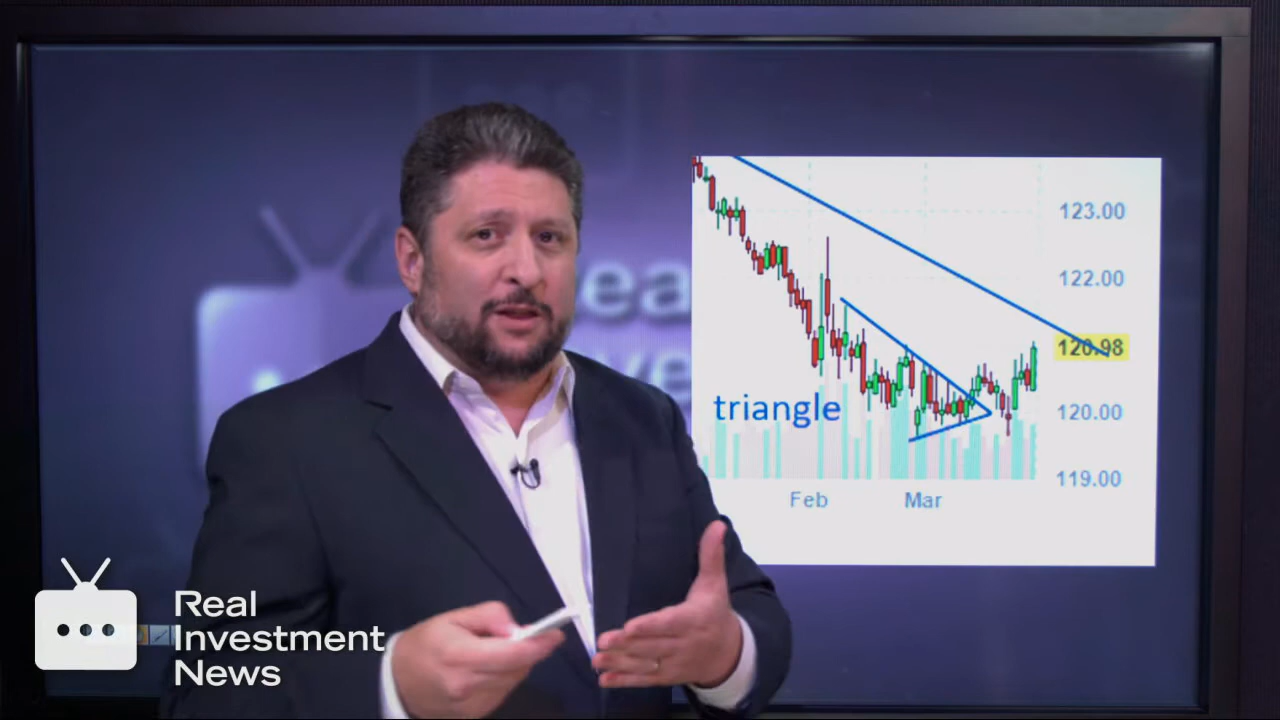 123.00
122.00
120.98
triangle
120.00
119.00
Feb Mar
Real
Investment
News